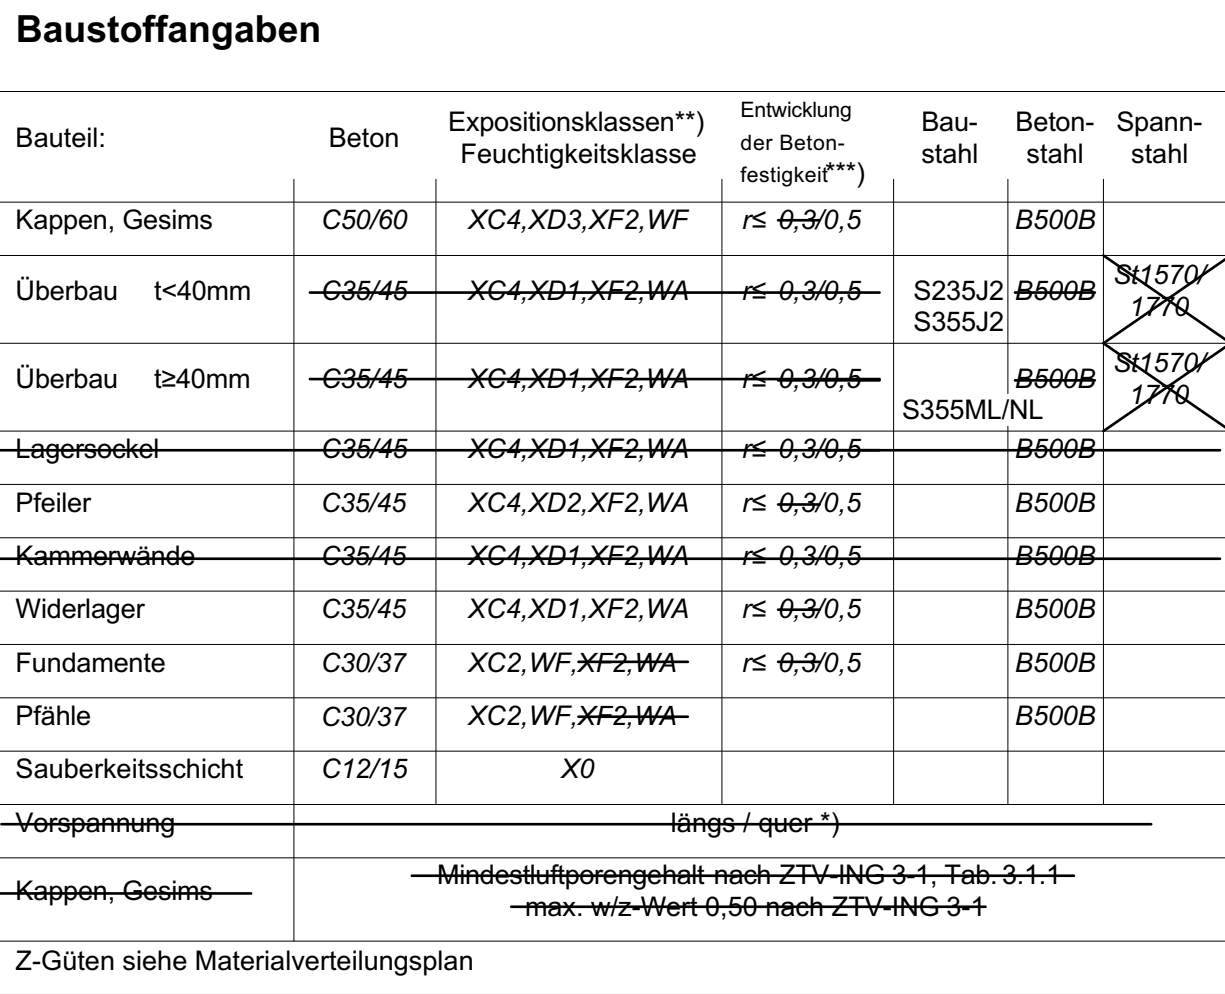 Baustoffangaben
Bauteil: Beton Expositionsklassen**) Feuchtigkeitsklasse Entwicklung der Beton-festigkeit***) Bau-stahl Beton-stahl Spann-stahl
Kappen, Gesims C50/60 XC4,XD3,XF2,WF r≤ 0,3/0,5 B500B
Überbau t<40mm C35/45 XC4,XD1,XF2,WA r≤ 0,3/0,5 S235J2 S355J2 B500B St1570/1770
Überbau t≥40mm C35/45 XC4,XD1,XF2,WA r≤ 0,3/0,5 S355ML/NL B500B St1570/1770
Lagersockel C35/45 XC4,XD1,XF2,WA r≤ 0,3/0,5 B500B
Pfeiler C35/45 XC4,XD2,XF2,WA r≤ 0,3/0,5 B500B
Kammerwände C35/45 XC4,XD1,XF2,WA r≤ 0,3/0,5 B500B
Widerlager C35/45 XC4,XD1,XF2,WA r≤ 0,3/0,5 B500B
Fundamente C30/37 XC2,WF,XF2,WA r≤ 0,3/0,5 B500B
Pfähle C30/37 XC2,WF,XF2,WA B500B
Sauberkeitsschicht C12/15 X0
Vorspannung längs / quer *)
Kappen, Gesims Mindestluftporengehalt nach ZTV-ING 3-1, Tab. 3.1.1
max. w/z-Wert 0,50 nach ZTV-ING 3-1
Z-Güten siehe Materialverteilungsplan